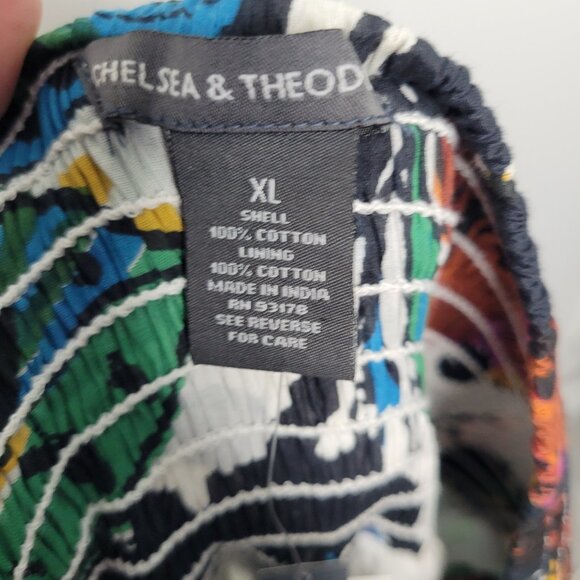 CHELSEA & THEOD
XL
SHELL
100% COTTON
LINING
100% COTTON
MADE IN INDIA
RN 93178
SEE REVERSE
FOR CARE